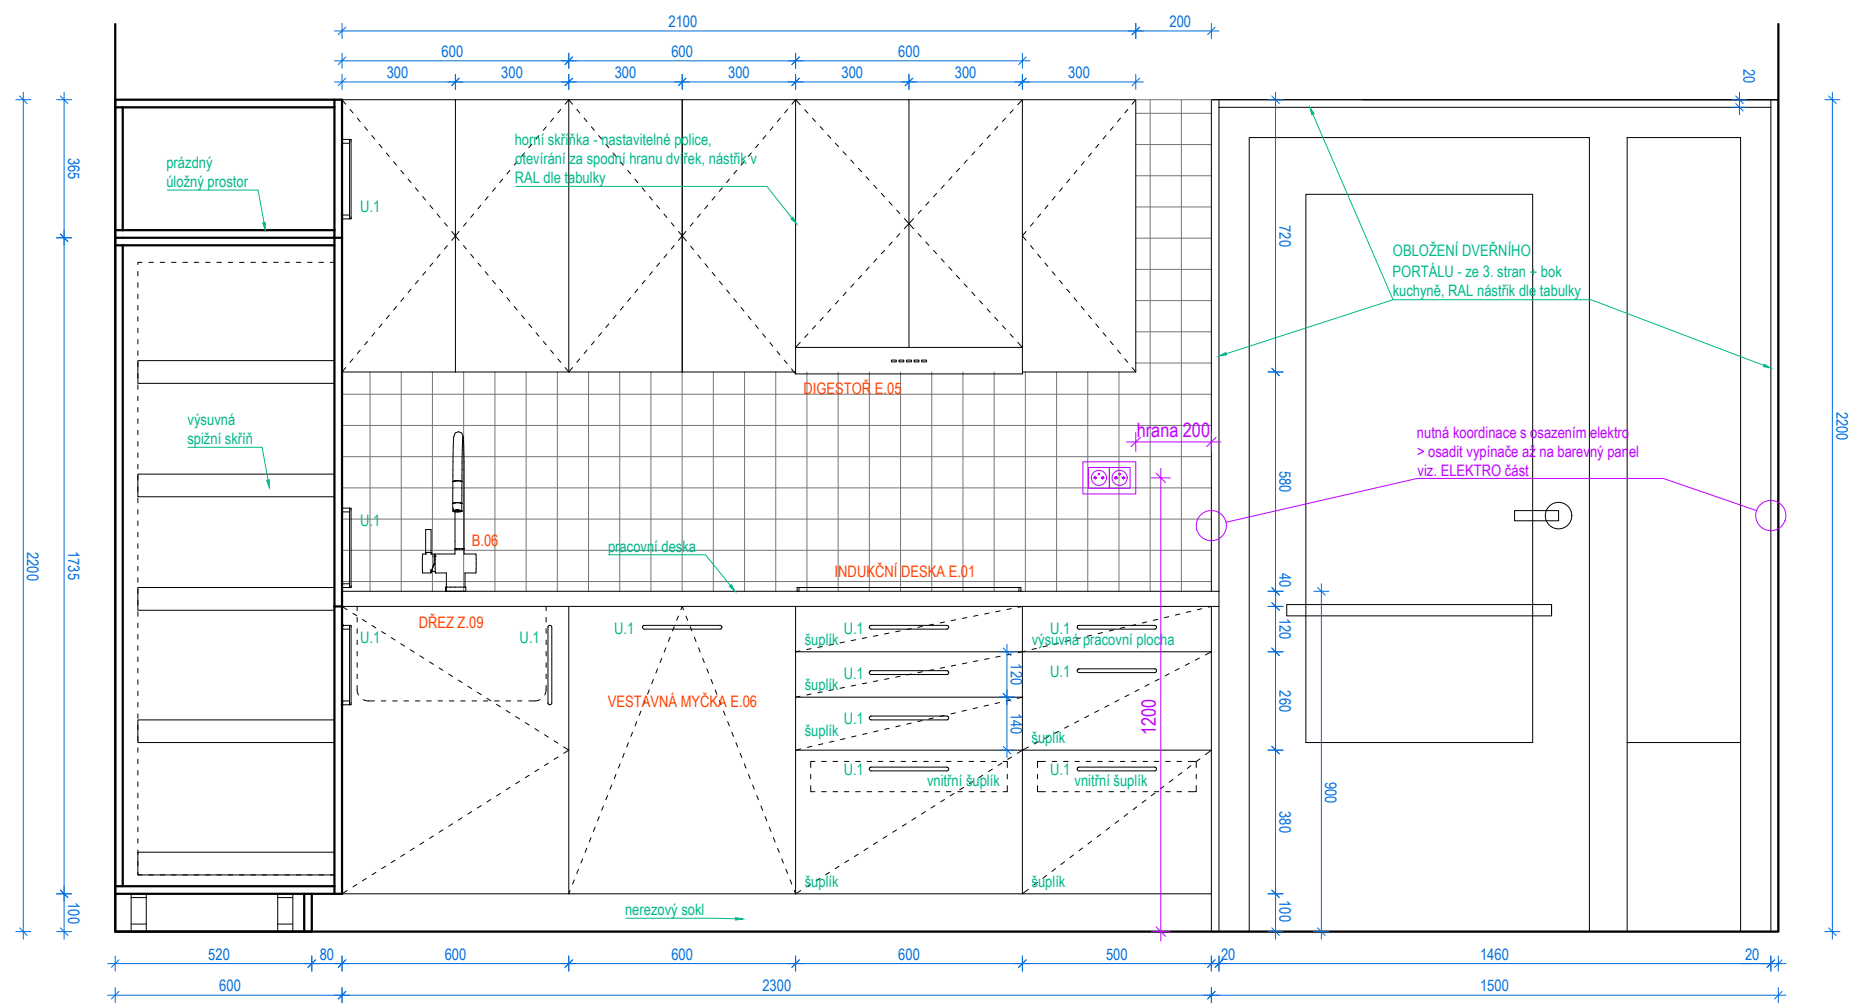 2100
200
600
600
600
300
300
300
300
300
300
300
20
365
prázdný
úložný prostor
U.1
horní skříňka - nastavitelné police,
otevírání za spodní hranu dvířek, nástřik v
RAL dle tabulky
720
OBLOŽENÍ DVEŘNÍHO
PORTÁLU - ze 3. stran + bok
kuchyně, RAL nástřik dle tabulky
DIGESTOŘ E.05
výsuvná
spižní skříň
hrana 200
nutná koordinace s osazením elektro
> osadit vypínače až na barevný panel
viz. ELEKTRO část
2200
580
U.1
B.06
pracovní deska
INDUKČNÍ DESKA E.01
2200
1735
40
DŘEZ Z.09
U.1
U.1
U.1
šuplík
U.1
U.1
výsuvná pracovní plocha
120
šuplík
U.1
120
U.1
VESTAVNÁ MYČKA E.06
260
1200
šuplík
U.1
140
šuplík
U.1
vnitřní šuplík
U.1
vnitřní šuplík
900
380
šuplík
šuplík
nerezový sokl
100
100
520
80
600
600
600
500
20
1460
20
600
2300
1500